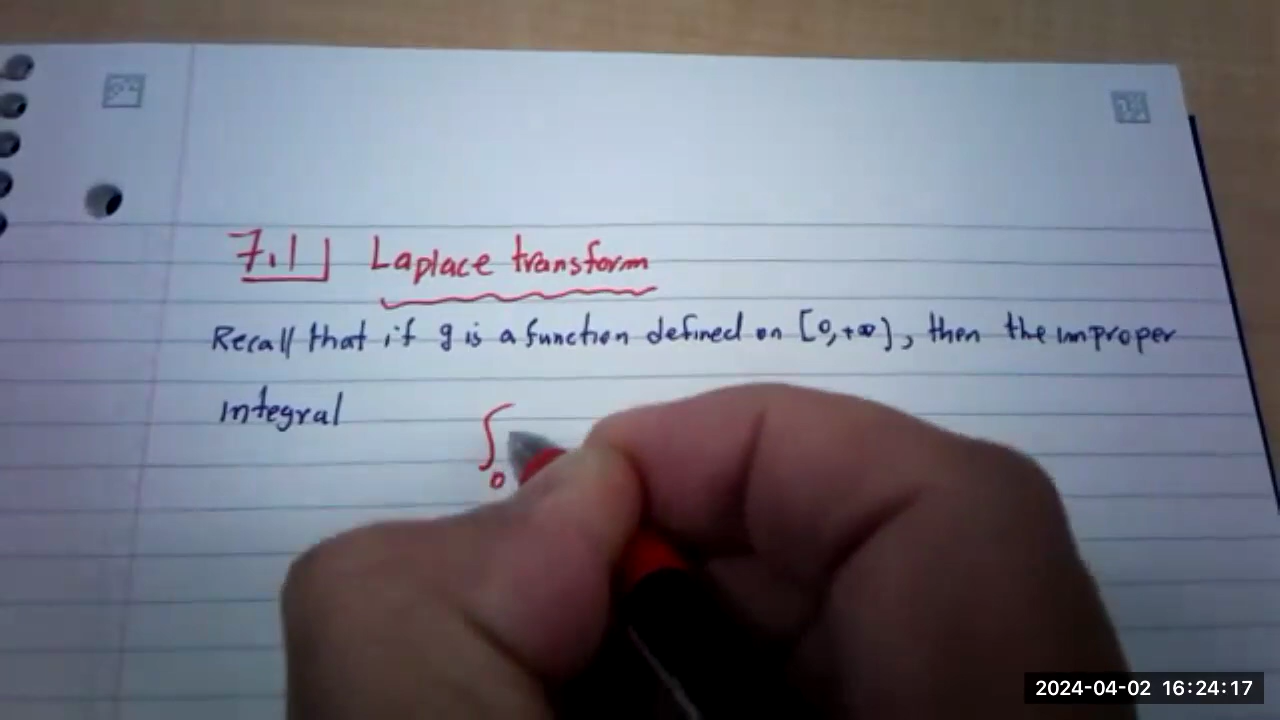 7.1 Laplace transform
Recall that if g is a function defined on [0,+∞), then the improper
integral
∫0
2024-04-02 16:24:17